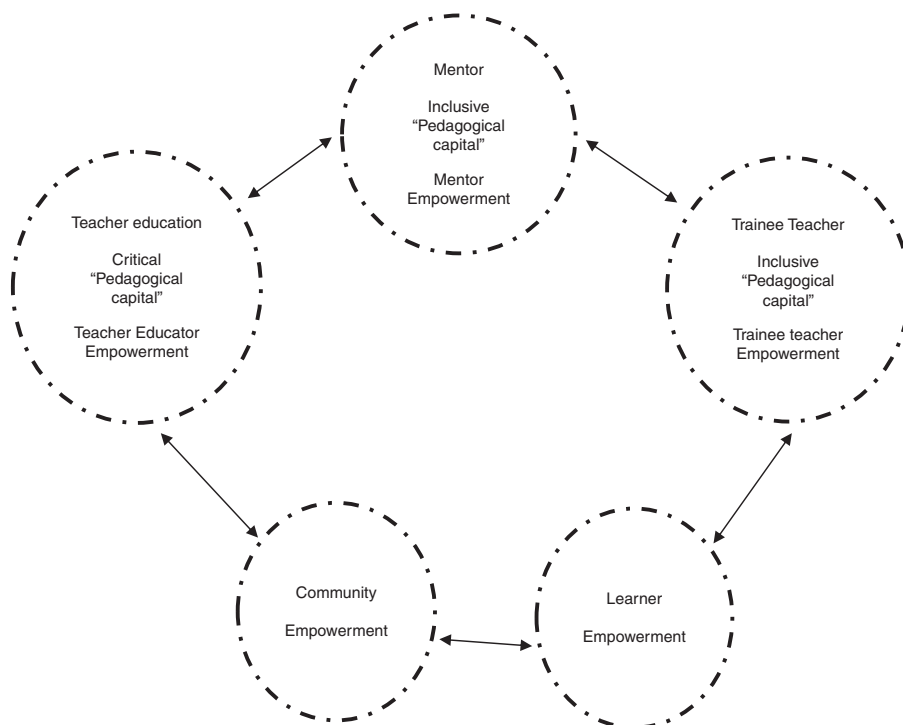 Mentor
Inclusive
“Pedagogical
capital”
Mentor
Empowerment
Teacher education
Critical
“Pedagogical
capital”
Teacher Educator
Empowerment
Trainee Teacher
Inclusive
“Pedagogical
capital”
Trainee teacher
Empowerment
Community
Empowerment
Learner
Empowerment